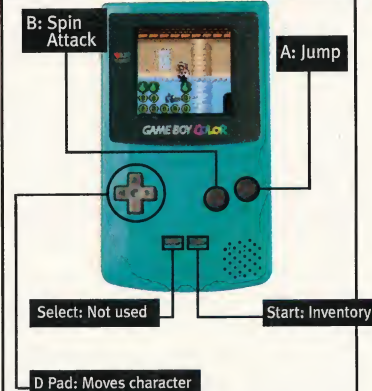 B: Spin
Attack
A: Jump
GAME BOY COLOR
Select: Not used
Start: Inventory
D Pad: Moves character